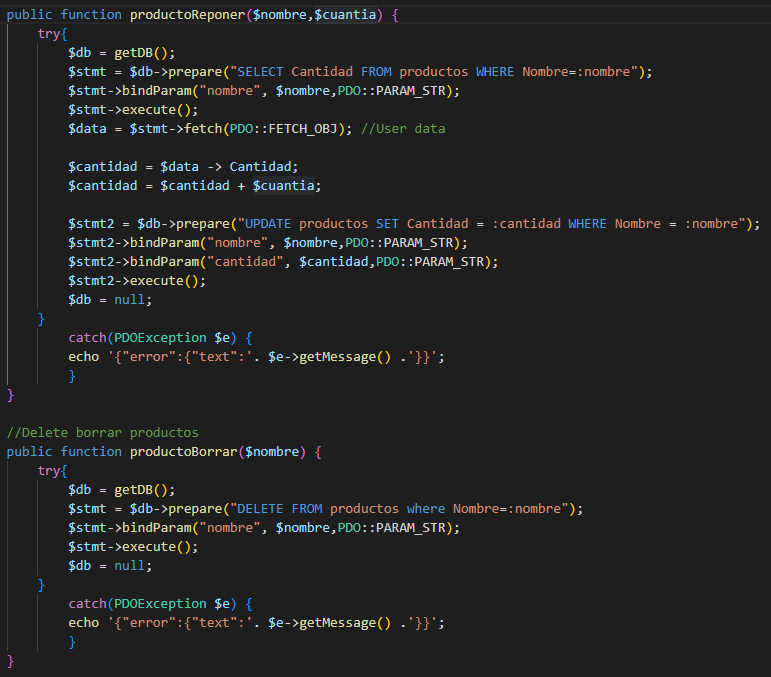 public function productoReponer($nombre,$cuantia) {
try{
$db = getDB();
$stmt = $db->prepare("SELECT Cantidad FROM productos WHERE Nombre=:nombre");
$stmt->bindParam("nombre", $nombre,PDO::PARAM_STR);
$stmt->execute();
$data = $stmt->fetch(PDO::FETCH_OBJ); //User data
$cantidad = $data -> Cantidad;
$cantidad = $cantidad + $cuantia;
$stmt2 = $db->prepare("UPDATE productos SET Cantidad = :cantidad WHERE Nombre = :nombre");
$stmt2->bindParam("nombre", $nombre,PDO::PARAM_STR);
$stmt2->bindParam("cantidad", $cantidad,PDO::PARAM_STR);
$stmt2->execute();
$db = null;
}
catch(PDOException $e) {
echo '{"error":{"text":'. $e->getMessage() .'}}';
}
}
//Delete borrar productos
public function productoBorrar($nombre) {
try{
$db = getDB();
$stmt = $db->prepare("DELETE FROM productos where Nombre=:nombre");
$stmt->bindParam("nombre", $nombre,PDO::PARAM_STR);
$stmt->execute();
$db = null;
}
catch(PDOException $e) {
echo '{"error":{"text":'. $e->getMessage() .'}}';
}
}